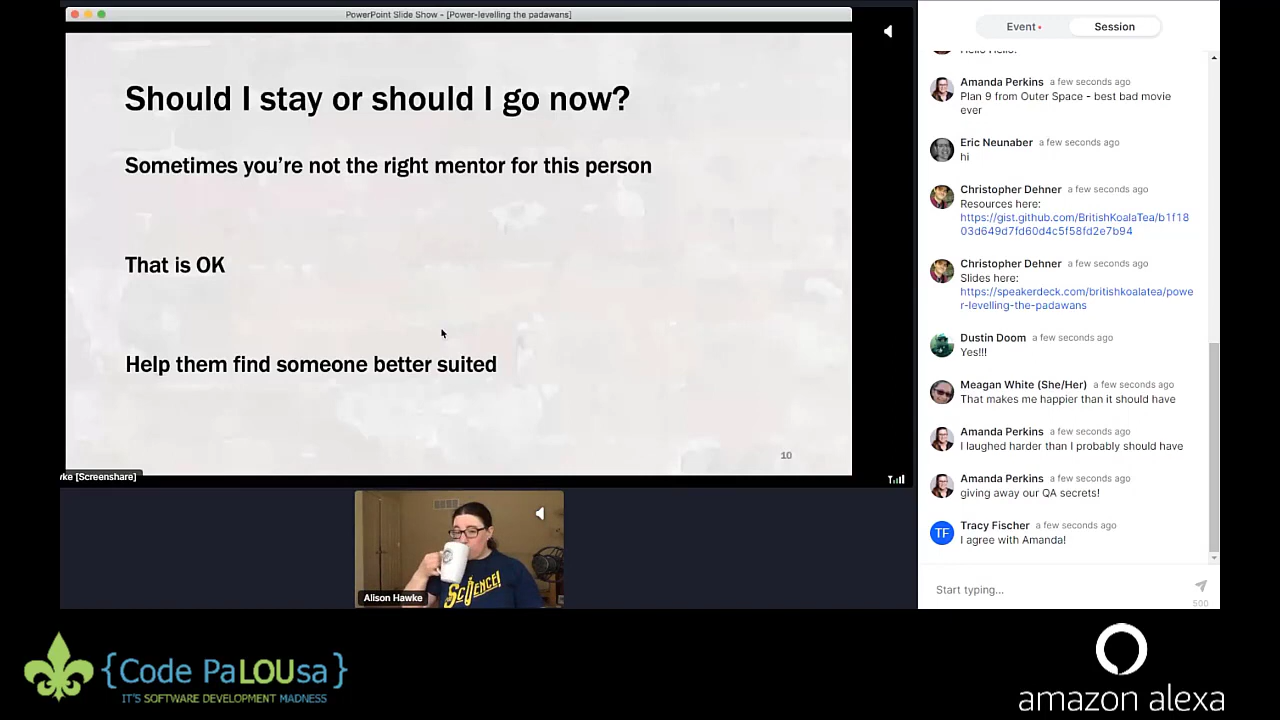 PowerPoint Slide Show - [Power-levelling the padawans]
Should I stay or should I go now?
Sometimes you're not the right mentor for this person
That is OK
Help them find someone better suited
10
ke [Screenshare]
SCIENCE!
Alison Hawke
Event
Session
Hello Hello!
Amanda Perkins a few seconds ago
Plan 9 from Outer Space - best bad movie
ever
Eric Neunaber a few seconds ago
hi
Christopher Dehner a few seconds ago
Resources here:
https://gist.github.com/BritishKoalaTea/b1f18
03d649d7fd60d4c5f58fd2e7b94
Christopher Dehner a few seconds ago
Slides here:
https://speakerdeck.com/britishkoalatea/powe
r-levelling-the-padawans
Dustin Doom a few seconds ago
Yes!!!
Meagan White (She/Her) a few seconds ago
That makes me happier than it should have
Amanda Perkins a few seconds ago
I laughed harder than I probably should have
Amanda Perkins a few seconds ago
giving away our QA secrets!
TF
Tracy Fischer a few seconds ago
I agree with Amanda!
Start typing...
500
{Code PaLOUsa}
IT'S SOFTWARE DEVELOPMENT MADNESS
amazon alexa